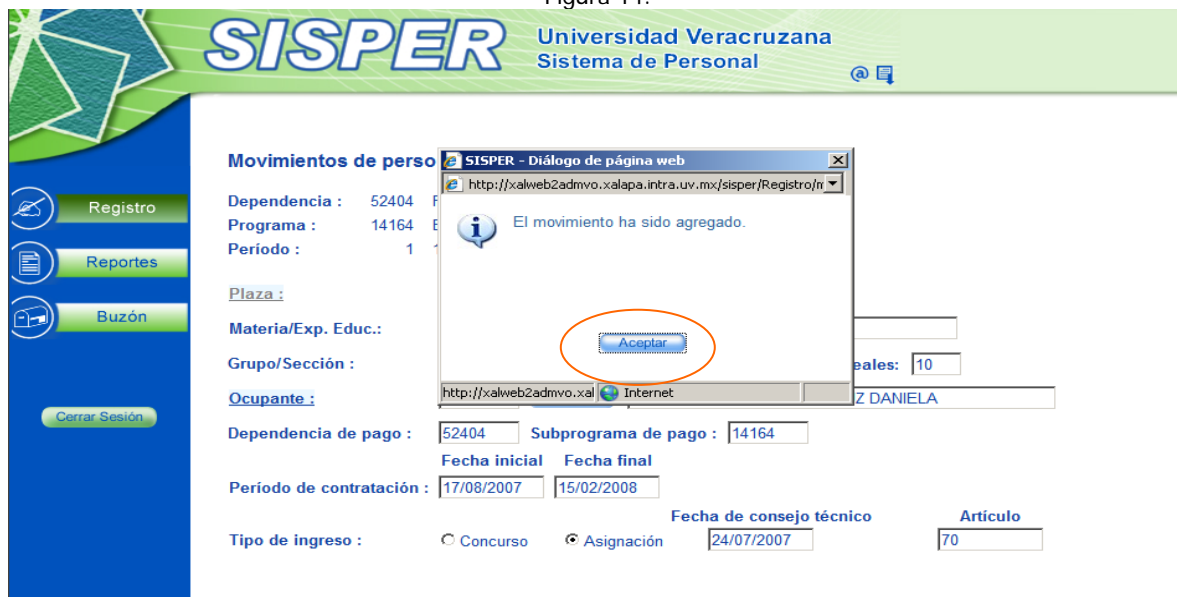 SISPER
Universidad Veracruzana
Sistema de Personal
@
Registro
Reportes
Buzón
Cerrar Sesión
Movimientos de perso
Dependencia : 52404
Programa : 14164
Período : 1
Plaza :
Materia/Exp. Educ.:
Grupo/Sección : eales: 10
Ocupante : Z DANIELA
Dependencia de pago : 52404 Subprograma de pago : 14164
Fecha inicial Fecha final
Período de contratación : 17/08/2007 15/02/2008
Fecha de consejo técnico Artículo
Tipo de ingreso : Concurso Asignación 24/07/2007 70
SISPER - Diálogo de página web
http://xalweb2admvo.xalapa.intra.uv.mx/sisper/Registro/
El movimiento ha sido agregado.
Aceptar
http://xalweb2admvo.xal Internet